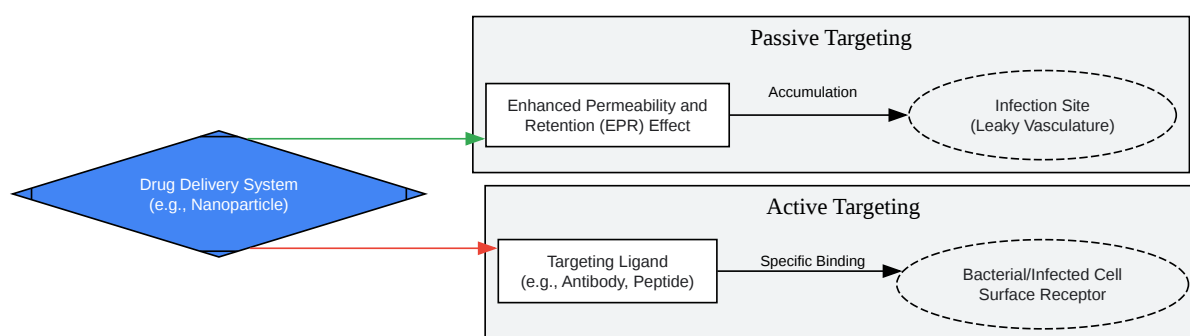 Passive Targeting
Enhanced Permeability and
Retention (EPR) Effect
Accumulation
Infection Site
(Leaky Vasculature)
Drug Delivery System
(e.g., Nanoparticle)
Active Targeting
Targeting Ligand
(e.g., Antibody, Peptide)
Specific Binding
Bacterial/Infected Cell
Surface Receptor